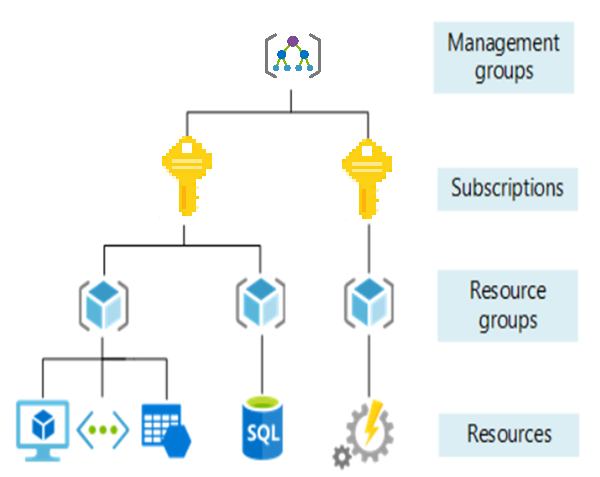 Management
groups
Subscriptions
Resource
groups
SQL
Resources